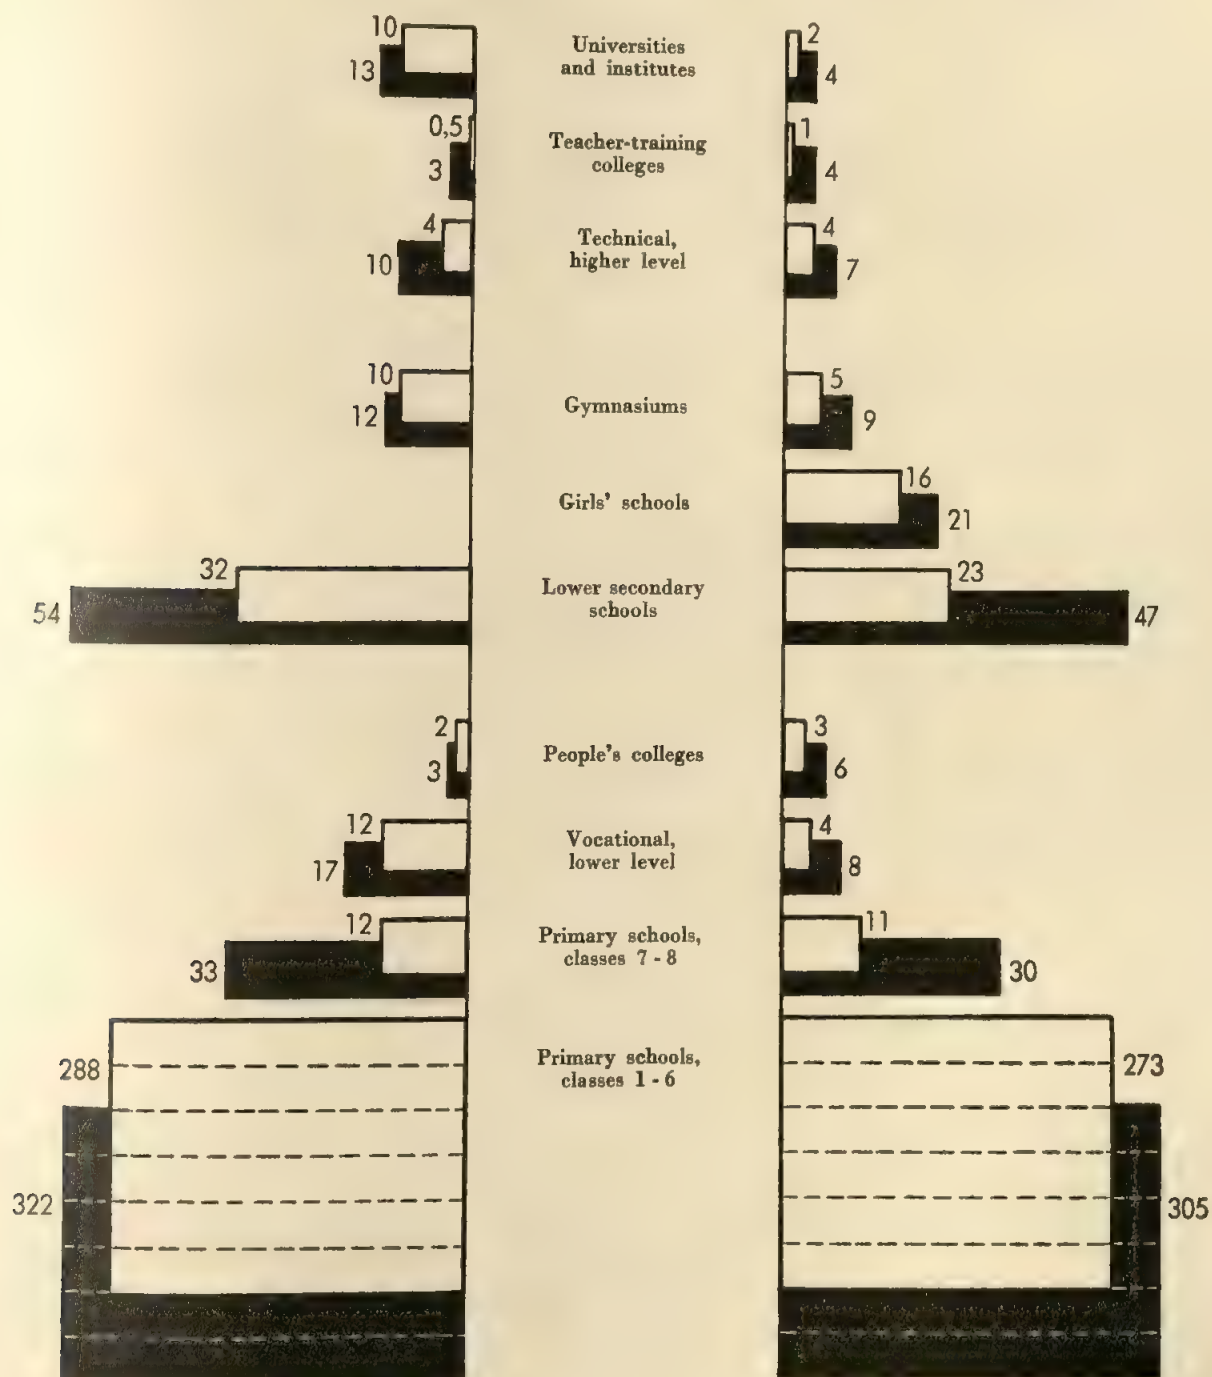 10
Universities
and institutes
2
13
4
0,5
Teacher-training
colleges
1
3
4
4
Technical,
higher level
4
10
7
10
Gymnasiums
5
12
9
Girls' schools
16
21
32
Lower secondary
schools
23
54
47
2
People's colleges
3
3
6
12
Vocational,
lower level
4
17
8
12
Primary schools,
classes 7 - 8
11
33
30
288
Primary schools,
classes 1 - 6
273
322
305